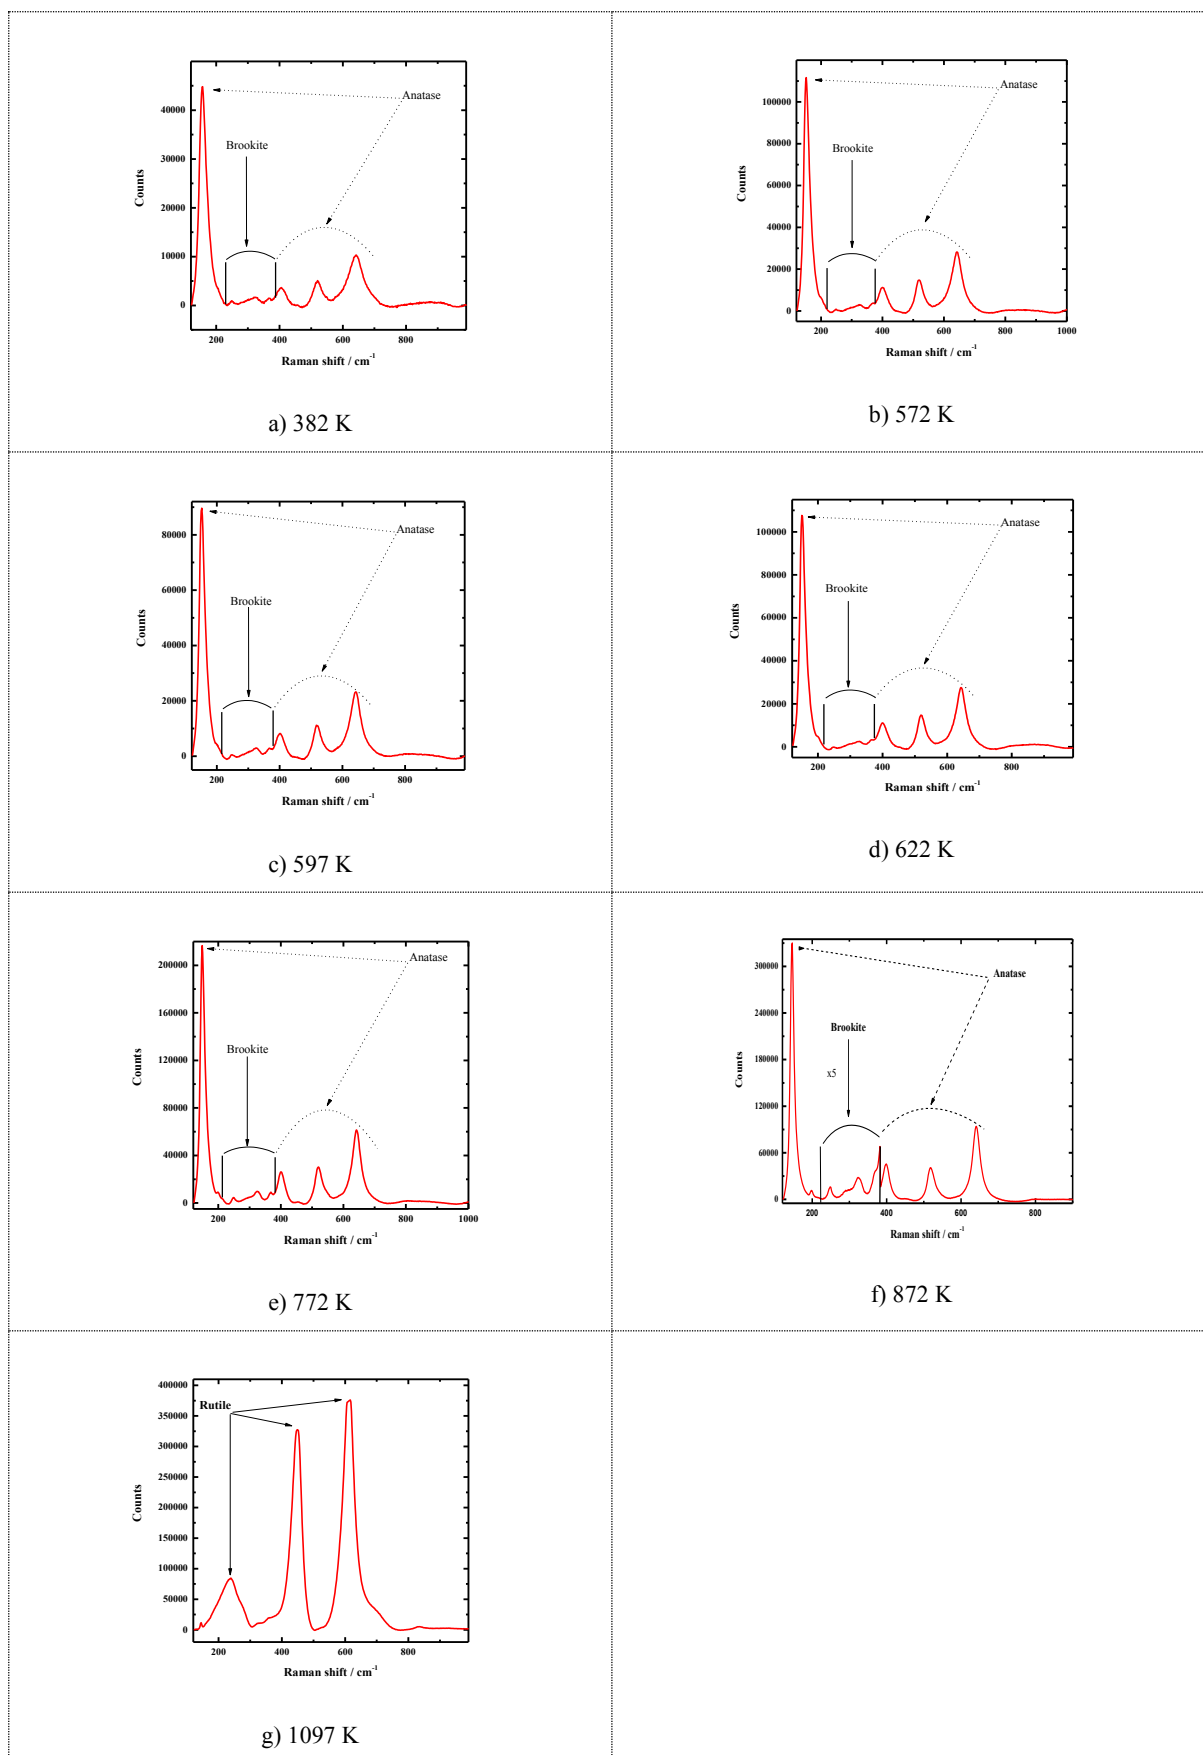 Anatase
Brookite
Counts
40000
30000
20000
10000
0
200 400 600 800
Raman shift / cm-1
a) 382 K
Anatase
Brookite
Counts
100000
80000
60000
40000
20000
0
200 400 600 800 1000
Raman shift / cm-1
b) 572 K
Anatase
Brookite
Counts
80000
60000
40000
20000
0
200 400 600 800
Raman shift / cm-1
c) 597 K
Anatase
Brookite
Counts
100000
80000
60000
40000
20000
0
200 400 600 800
Raman shift / cm-1
d) 622 K
Anatase
Brookite
Counts
200000
160000
120000
80000
40000
0
200 400 600 800 1000
Raman shift / cm-1
e) 772 K
Anatase
Brookite
x5
Counts
300000
240000
180000
120000
60000
0
200 400 600 800
Raman shift / cm-1
f) 872 K
Rutile
Counts
400000
350000
300000
250000
200000
150000
100000
50000
0
200 400 600 800
Raman shift / cm-1
g) 1097 K